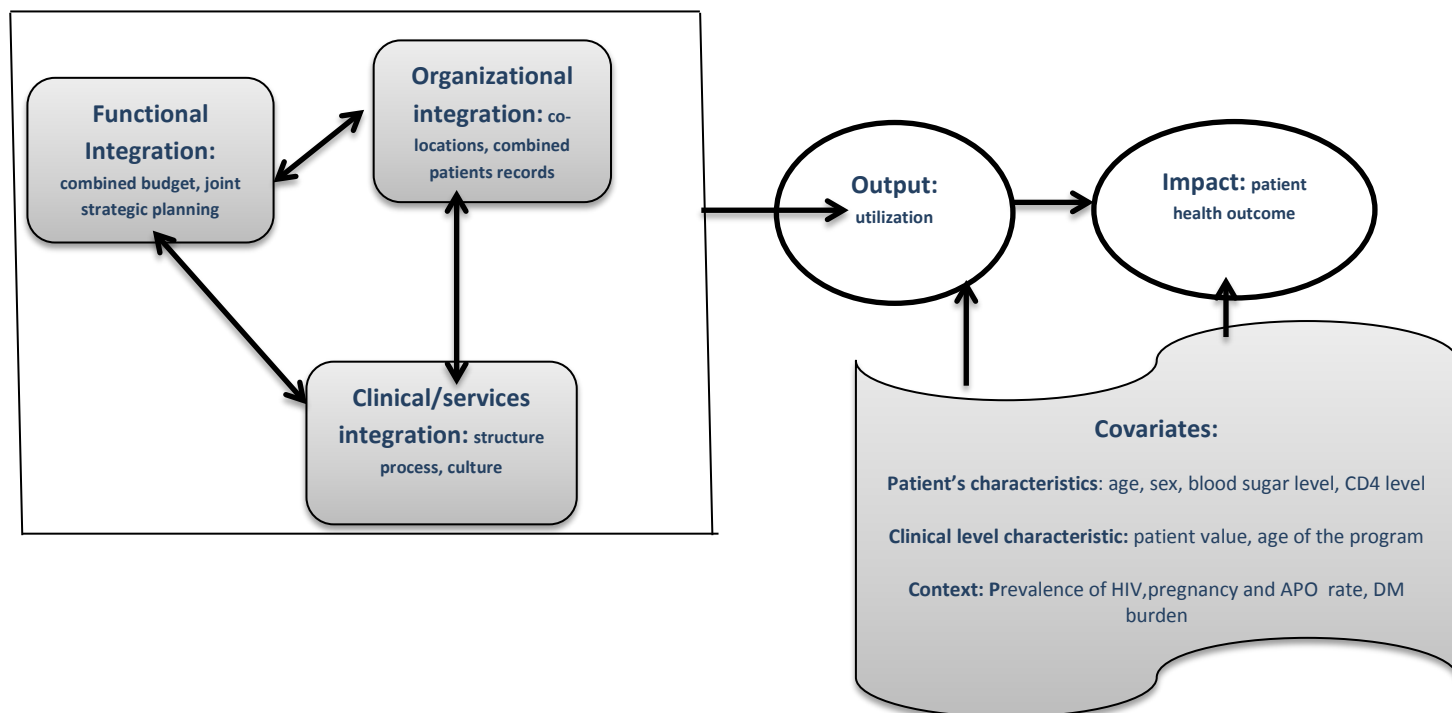 Functional
Integration:
combined budget, joint
strategic planning
Organizational
integration: co-
locations, combined
patients records
Clinical/services
integration: structure
process, culture
Output:
utilization
Impact: patient
health outcome
Covariates:
Patient’s characteristics: age, sex, blood sugar level, CD4 level
Clinical level characteristic: patient value, age of the program
Context: Prevalence of HIV,pregnancy and APO rate, DM
burden